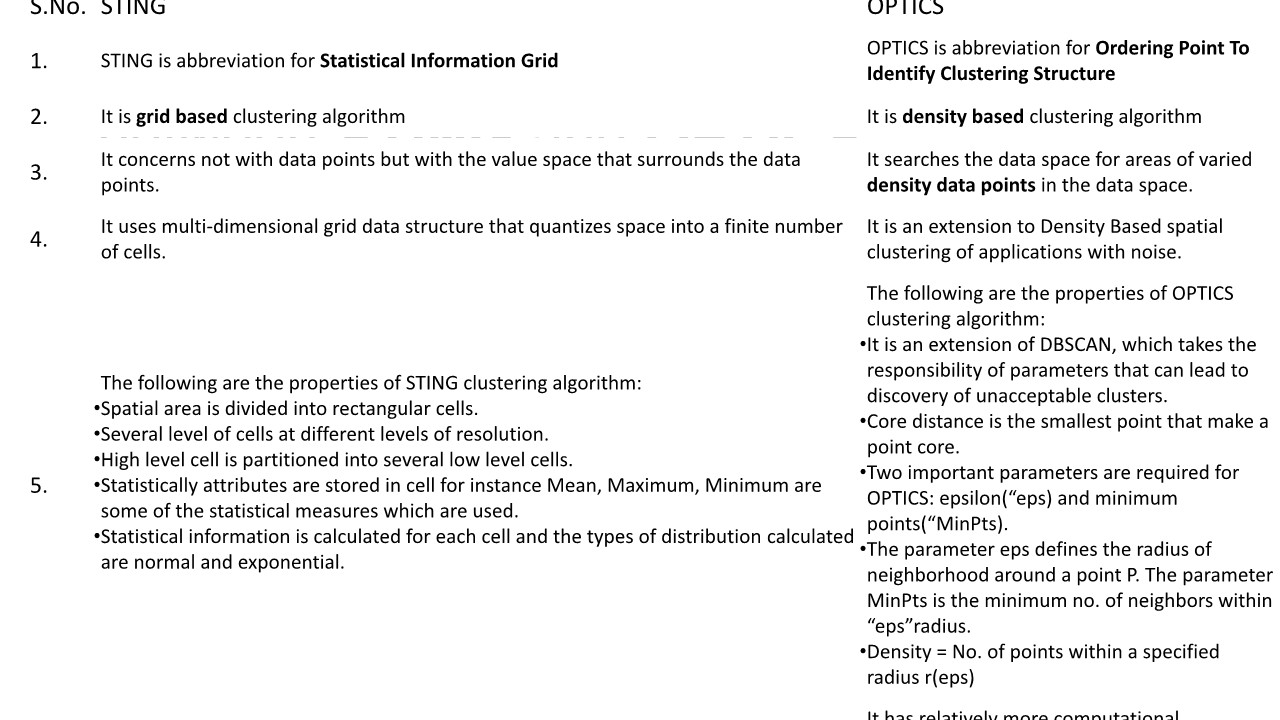 S.No. STING OPTICS
1. STING is abbreviation for Statistical Information Grid
OPTICS is abbreviation for Ordering Point To
Identify Clustering Structure
2. It is grid based clustering algorithm
It is density based clustering algorithm
3. It concerns not with data points but with the value space that surrounds the data
points.
It searches the data space for areas of varied
density data points in the data space.
4. It uses multi-dimensional grid data structure that quantizes space into a finite number
of cells.
It is an extension to Density Based spatial
clustering of applications with noise.
5. The following are the properties of STING clustering algorithm:
•Spatial area is divided into rectangular cells.
•Several level of cells at different levels of resolution.
•High level cell is partitioned into several low level cells.
•Statistically attributes are stored in cell for instance Mean, Maximum, Minimum are
some of the statistical measures which are used.
•Statistical information is calculated for each cell and the types of distribution calculated
are normal and exponential.
The following are the properties of OPTICS
clustering algorithm:
•It is an extension of DBSCAN, which takes the
responsibility of parameters that can lead to
discovery of unacceptable clusters.
•Core distance is the smallest point that make a
point core.
•Two important parameters are required for
OPTICS: epsilon(“eps) and minimum
points(“MinPts).
•The parameter eps defines the radius of
neighborhood around a point P. The parameter
MinPts is the minimum no. of neighbors within
“eps”radius.
•Density = No. of points within a specified
radius r(eps)
It has relatively more computational